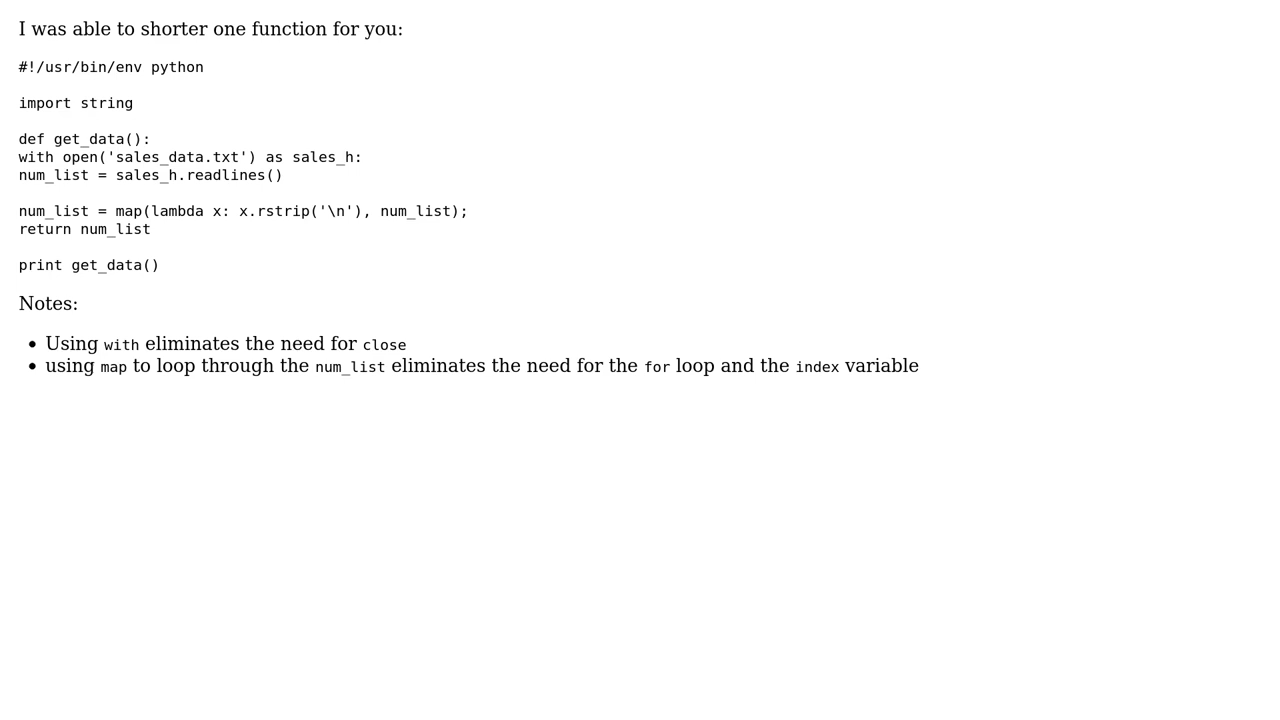 I was able to shorter one function for you:
#!/usr/bin/env python
import string
def get_data():
with open('sales_data.txt') as sales_h:
num_list = sales_h.readlines()
num_list = map(lambda x: x.rstrip('\n'), num_list);
return num_list
print get_data()
Notes:
• Using with eliminates the need for close
• using map to loop through the num_list eliminates the need for the for loop and the index variable